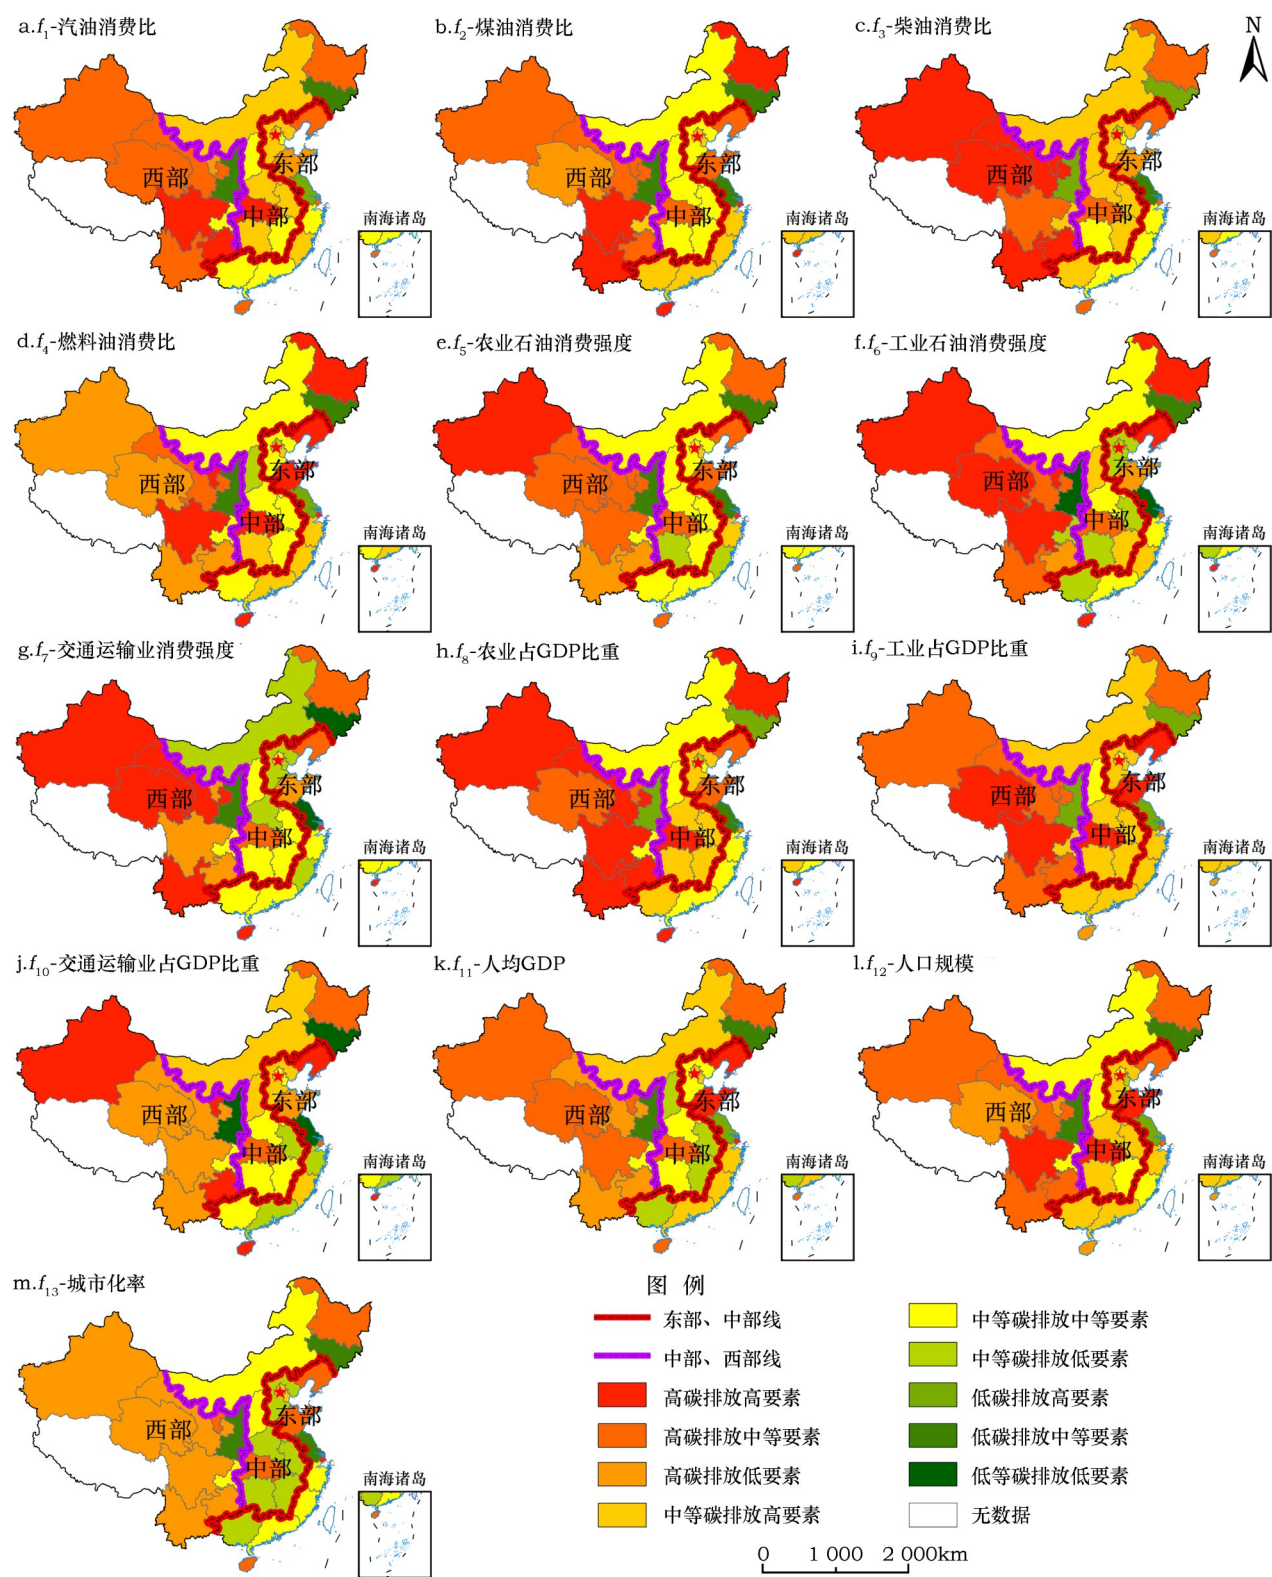 a.f1-汽油消费比
b.f2-煤油消费比
c.f3-柴油消费比
N
西部
中部
东部
南海诸岛
西部
中部
东部
南海诸岛
西部
中部
东部
南海诸岛
d.f4-燃料油消费比
e.f5-农业石油消费强度
f.f6-工业石油消费强度
西部
中部
东部
南海诸岛
西部
中部
东部
南海诸岛
西部
中部
东部
南海诸岛
g.f7-交通运输业消费强度
h.f8-农业占GDP比重
i.f9-工业占GDP比重
西部
中部
东部
南海诸岛
西部
中部
东部
南海诸岛
西部
中部
东部
南海诸岛
j.f10-交通运输业占GDP比重
k.f11-人均GDP
l.f12-人口规模
西部
中部
东部
南海诸岛
西部
中部
东部
南海诸岛
西部
中部
东部
南海诸岛
m.f13-城市化率
西部
中部
东部
南海诸岛
图 例
东部、中部线
中部、西部线
高碳排放高要素
高碳排放中等要素
高碳排放低要素
中等碳排放高要素
中等碳排放中等要素
中等碳排放低要素
低碳排放高要素
低碳排放中等要素
低等碳排放低要素
无数据
0 1 000 2 000km